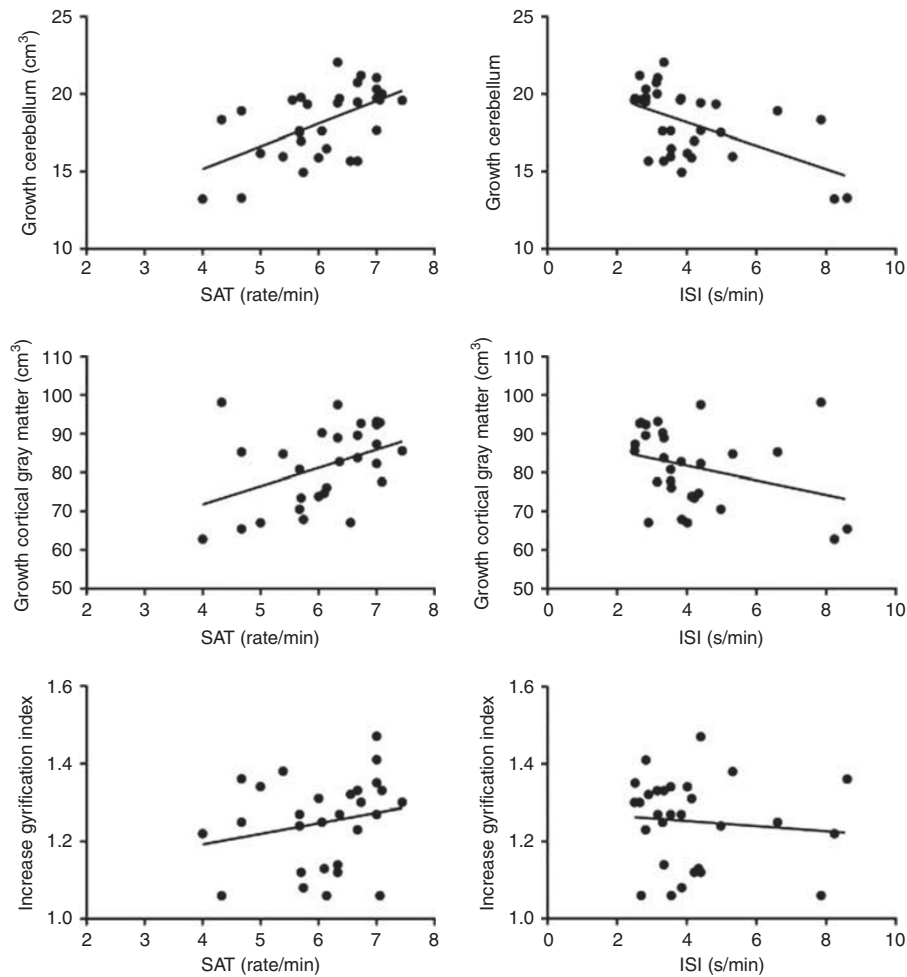 Growth cerebellum (cm³)
25
20
15
10
2 3 4 5 6 7 8
SAT (rate/min)
Growth cerebellum
25
20
15
10
0 2 4 6 8 10
ISI (s/min)
Growth cortical gray matter (cm³)
110
100
90
80
70
60
50
2 3 4 5 6 7 8
SAT (rate/min)
Growth cortical gray matter (cm³)
110
100
90
80
70
60
50
0 2 4 6 8 10
ISI (s/min)
Increase gyrification index
1.6
1.4
1.2
1.0
2 3 4 5 6 7 8
SAT (rate/min)
Increase gyrification index
1.6
1.4
1.2
1.0
0 2 4 6 8 10
ISI (s/min)